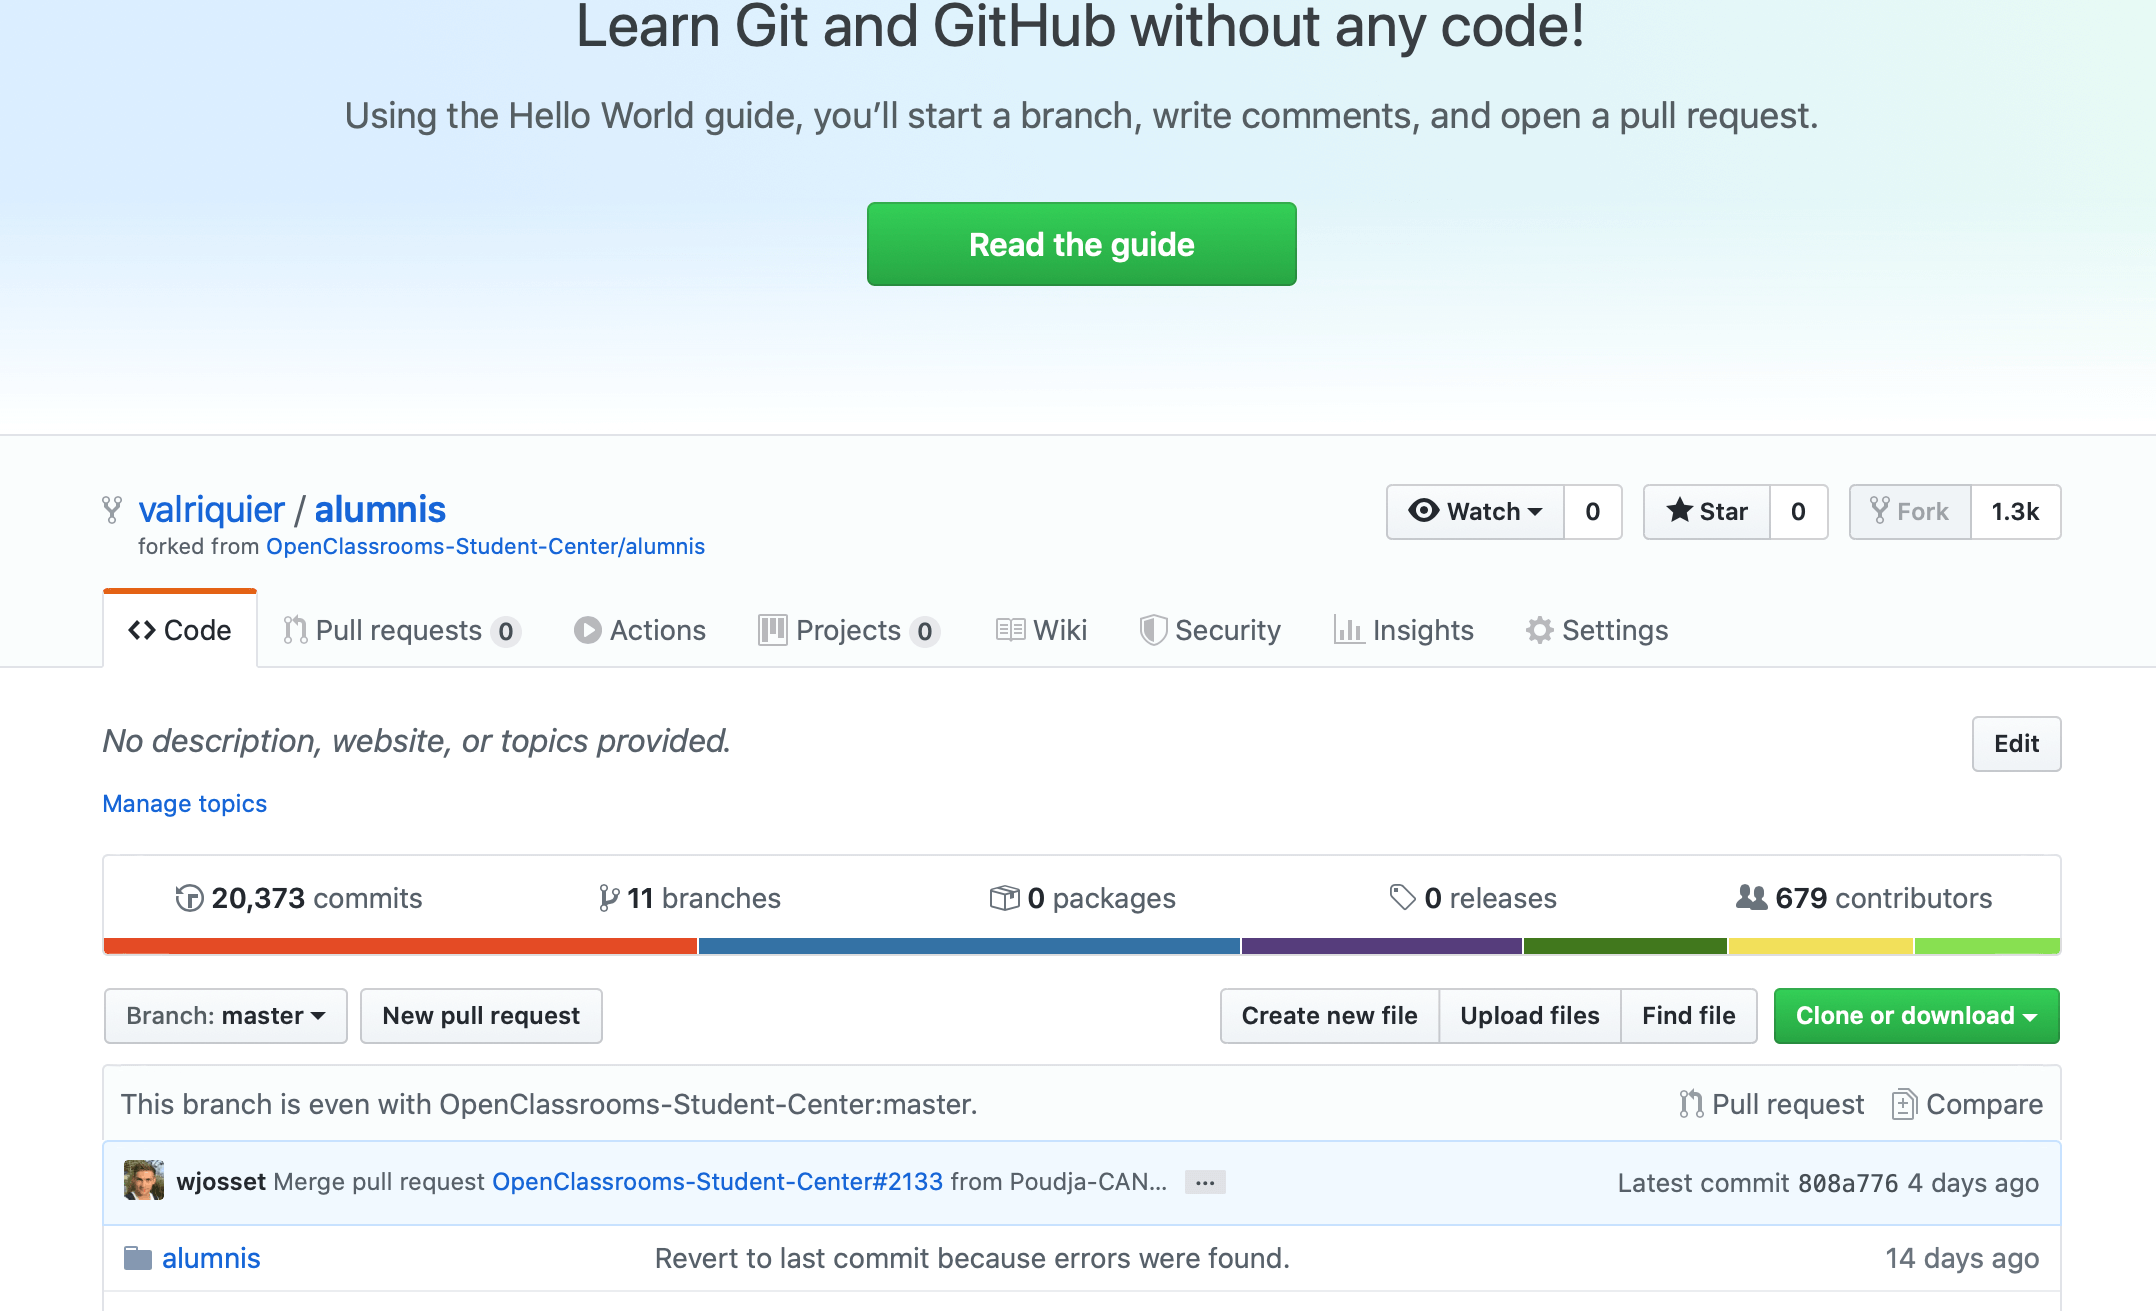 Learn Git and GitHub without any code!
Using the Hello World guide, you’ll start a branch, write comments, and open a pull request.
Read the guide
valriquier / alumnis
forked from OpenClassrooms-Student-Center/alumnis
Watch 0 Star 0 Fork 1.3k
Code Pull requests 0 Actions Projects 0 Wiki Security Insights Settings
No description, website, or topics provided.
Edit
Manage topics
20,373 commits 11 branches 0 packages 0 releases 679 contributors
Branch: master New pull request Create new file Upload files Find file Clone or download
This branch is even with OpenClassrooms-Student-Center:master. Pull request Compare
wjosset Merge pull request OpenClassrooms-Student-Center#2133 from Poudja-CAN... ... Latest commit 808a776 4 days ago
alumnis Revert to last commit because errors were found. 14 days ago